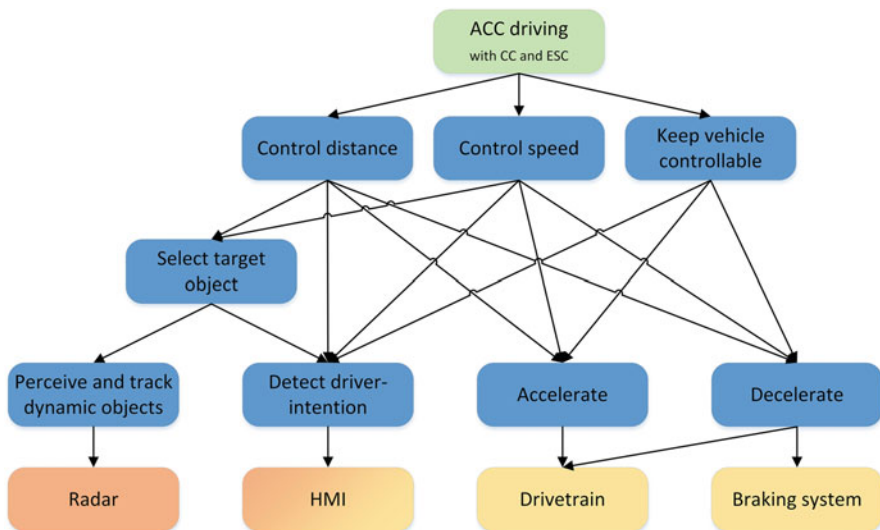 ACC driving
with CC and ESC
Control distance
Control speed
Keep vehicle
controllable
Select target
object
Perceive and track
dynamic objects
Detect driver-
intention
Accelerate
Decelerate
Radar
HMI
Drivetrain
Braking system